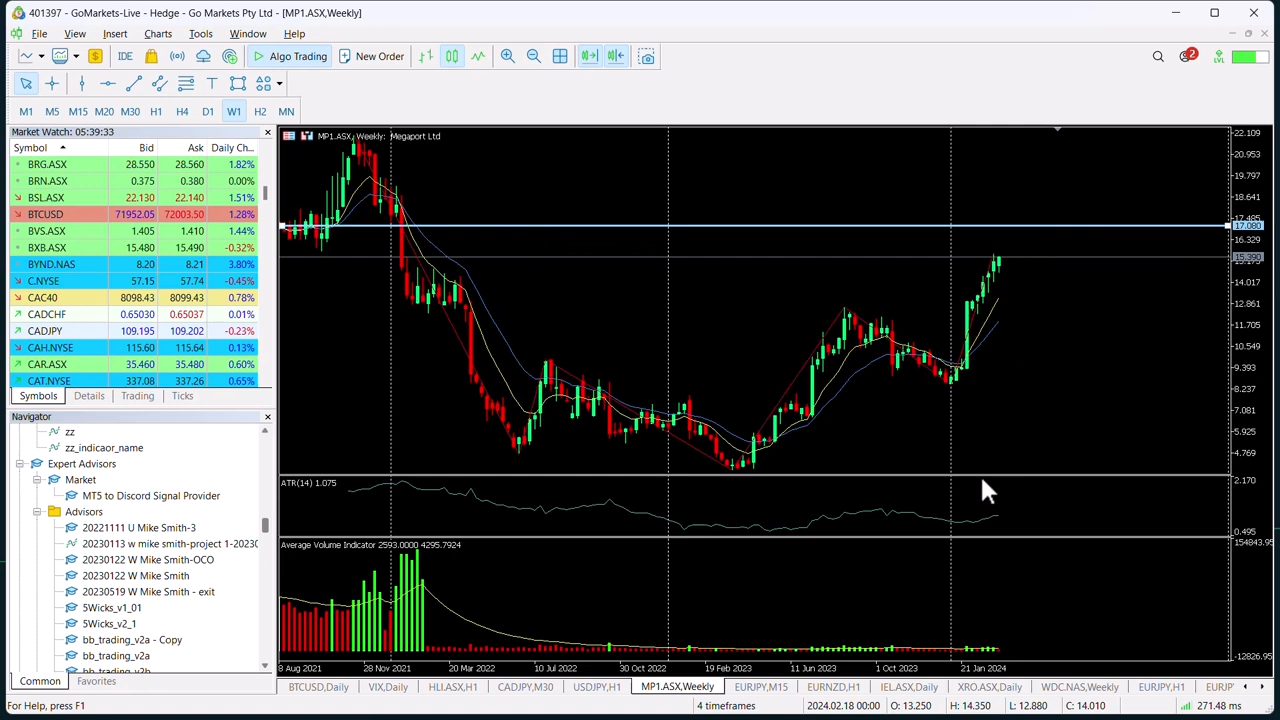 401397 - GoMarkets-Live - Hedge - Go Markets Pty Ltd - [MP1.ASX,Weekly]
File View Insert Charts Tools Window Help
IDE Algo Trading New Order 2 LVL
M1 M5 M15 M20 M30 H1 H4 D1 W1 H2 MN
Market Watch: 05:39:33
Symbol Bid Ask Daily Ch...
BRG.ASX 28.550 28.560 1.82%
BRN.ASX 0.375 0.380 0.00%
BSL.ASX 22.130 22.140 1.51%
BTCUSD 71952.05 72003.50 1.28%
BVS.ASX 1.405 1.410 1.44%
BXB.ASX 15.480 15.490 -0.32%
BYND.NAS 8.20 8.21 3.80%
C.NYSE 57.15 57.74 -0.45%
CAC40 8098.43 8099.43 0.78%
CADCHF 0.65030 0.65037 0.01%
CADJPY 109.195 109.202 -0.23%
CAH.NYSE 115.60 115.64 0.13%
CAR.ASX 35.460 35.480 0.60%
CAT.NYSE 337.08 337.26 0.65%
Symbols Details Trading Ticks
Navigator
zz
zz_indicaor_name
Expert Advisors
Market
MT5 to Discord Signal Provider
Advisors
20221111 U Mike Smith-3
20230113 w mike smith-project 1-2023
20230122 W Mike Smith-OCO
20230122 W Mike Smith
20230519 W Mike Smith - exit
5Wicks_v1_01
5Wicks_v2_1
bb_trading_v2a - Copy
bb_trading_v2a
bb_trading_v2b
Common Favorites
MP1.ASX, Weekly: Megaport Ltd
22.109
20.953
19.797
18.641
17.485
17.080
16.329
15.390
14.017
12.861
11.705
10.549
9.393
8.237
7.081
5.925
4.769
ATR(14) 1.075
2.170
0.495
Average Volume Indicator 2593.0000 4295.7924
154843.95
-12826.95
8 Aug 2021 28 Nov 2021 20 Mar 2022 10 Jul 2022 30 Oct 2022 19 Feb 2023 11 Jun 2023 1 Oct 2023 21 Jan 2024
BTCUSD,Daily VIX,Daily HLI.ASX,H1 CADJPY,M30 USDJPY,H1 MP1.ASX,Weekly EURJPY,M15 EURNZD,H1 IEL.ASX,Daily XRO.ASX,Daily WDC.NAS,Weekly EURJPY,H1 EURJP
For Help, press F1 4 timeframes 2024.02.18 00:00 O: 13.250 H: 14.350 L: 12.880 C: 14.010 271.48 ms